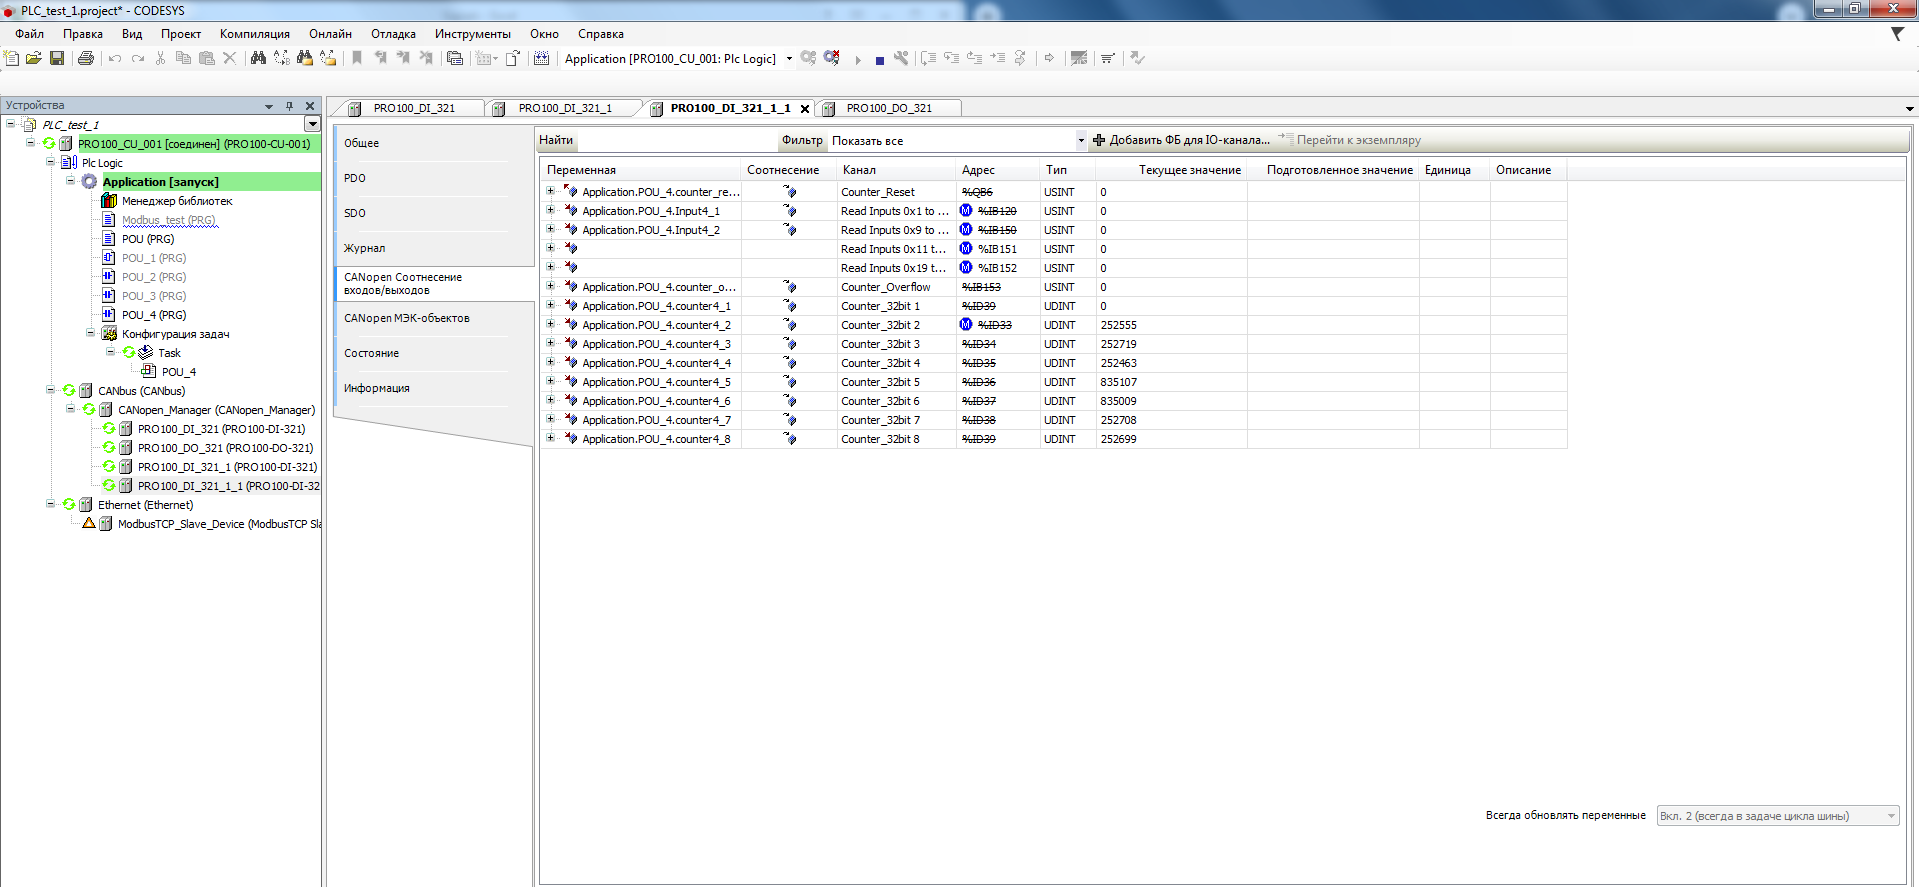 PLC_test_1.project* - CODESYS
Файл Правка Вид Проект Компиляция Онлайн Отладка Инструменты Окно Справка
Application [PRO100_CU_001: Plc Logic]
Устройства
PLC_test_1
PRO100_CU_001 [соединен] (PRO100-CU-001)
Plc Logic
Application [запуск]
Менеджер библиотек
Modbus_test (PRG)
POU (PRG)
POU_1 (PRG)
POU_2 (PRG)
POU_3 (PRG)
POU_4 (PRG)
Конфигурация задач
Task
POU_4
CANbus (CANbus)
CANopen_Manager (CANopen_Manager)
PRO100_DI_321 (PRO100-DI-321)
PRO100_DO_321 (PRO100-DO-321)
PRO100_DI_321_1 (PRO100-DI-321)
PRO100_DI_321_1_1 (PRO100-DI-32
Ethernet (Ethernet)
ModbusTCP_Slave_Device (ModbusTCP Sla
PRO100_DI_321 PRO100_DI_321_1 PRO100_DI_321_1_1 PRO100_DO_321
Общее
PDO
SDO
Журнал
CANopen Соотнесение
входов/выходов
CANopen МЭК-объектов
Состояние
Информация
Найти Фильтр Показать все Добавить ФБ для IO-канала... Перейти к экземпляру
Переменная Соотнесение Канал Адрес Тип Текущее значение Подготовленное значение Единица Описание
Application.POU_4.counter_re... Counter_Reset %QB6 USINT 0
Application.POU_4.Input4_1 Read Inputs 0x1 to ... M %IB120 USINT 0
Application.POU_4.Input4_2 Read Inputs 0x9 to ... M %IB150 USINT 0
Read Inputs 0x11 t... M %IB151 USINT 0
Read Inputs 0x19 t... M %IB152 USINT 0
Application.POU_4.counter_o... Counter_Overflow %IB153 USINT 0
Application.POU_4.counter4_1 Counter_32bit 1 %ID39 UDINT 0
Application.POU_4.counter4_2 Counter_32bit 2 M %ID33 UDINT 252555
Application.POU_4.counter4_3 Counter_32bit 3 %ID34 UDINT 252719
Application.POU_4.counter4_4 Counter_32bit 4 %ID35 UDINT 252463
Application.POU_4.counter4_5 Counter_32bit 5 %ID36 UDINT 835107
Application.POU_4.counter4_6 Counter_32bit 6 %ID37 UDINT 835009
Application.POU_4.counter4_7 Counter_32bit 7 %ID38 UDINT 252708
Application.POU_4.counter4_8 Counter_32bit 8 %ID39 UDINT 252699
Всегда обновлять переменные Вкл. 2 (всегда в задаче цикла шины)